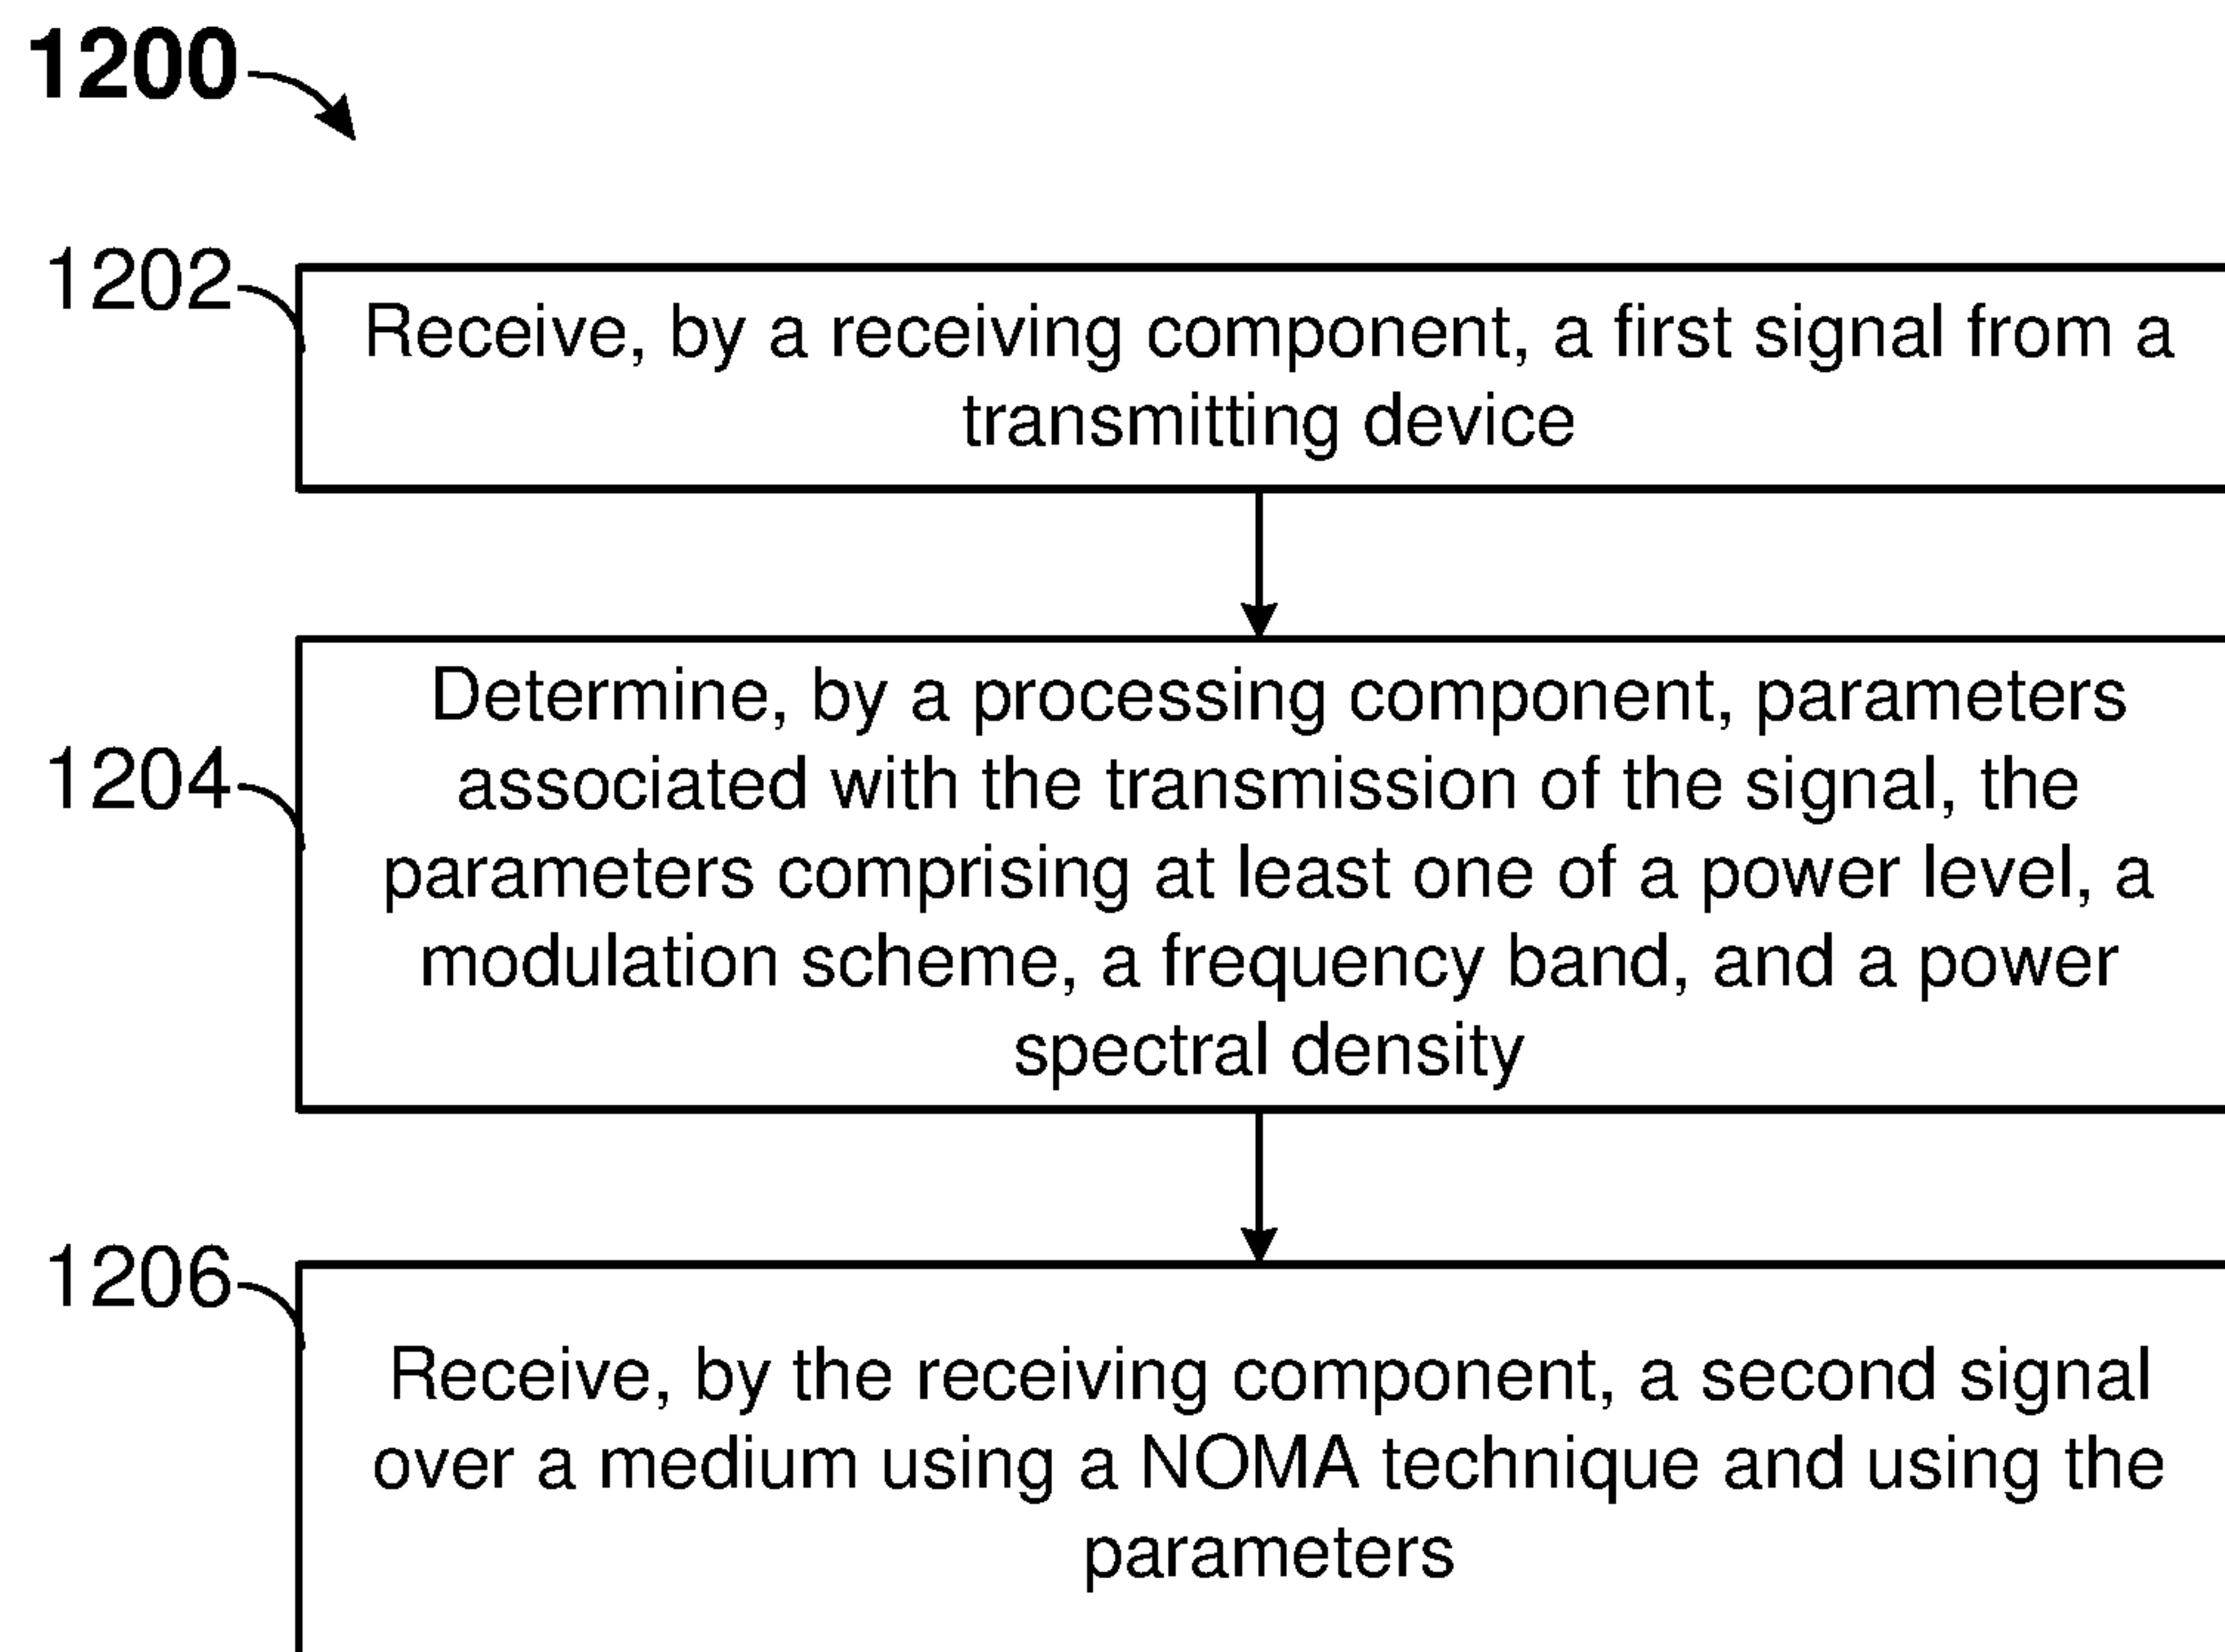 1200
1202
Receive, by a receiving component, a first signal from a
transmitting device
1204
Determine, by a processing component, parameters
associated with the transmission of the signal, the
parameters comprising at least one of a power level, a
modulation scheme, a frequency band, and a power
spectral density
1206
Receive, by the receiving component, a second signal
over a medium using a NOMA technique and using the
parameters